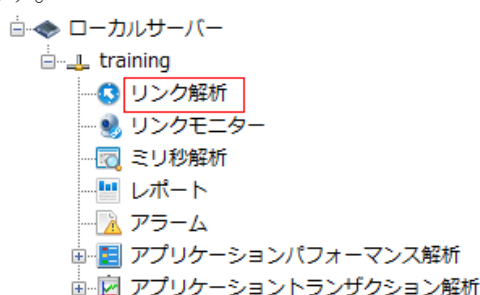 ローカルサーバー
training
リンク解析
リンクモニター
ミリ秒解析
レポート
アラーム
アプリケーションパフォーマンス解析
アプリケーショントランザクション解析